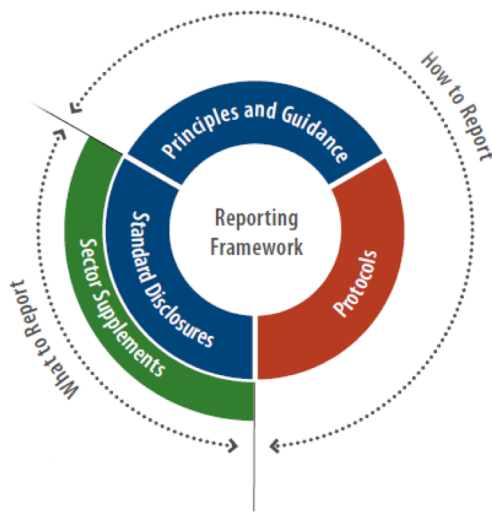 How to Report
Principles and Guidance
Reporting
Framework
Standard Disclosures
Sector Supplements
Protocols
What to Report